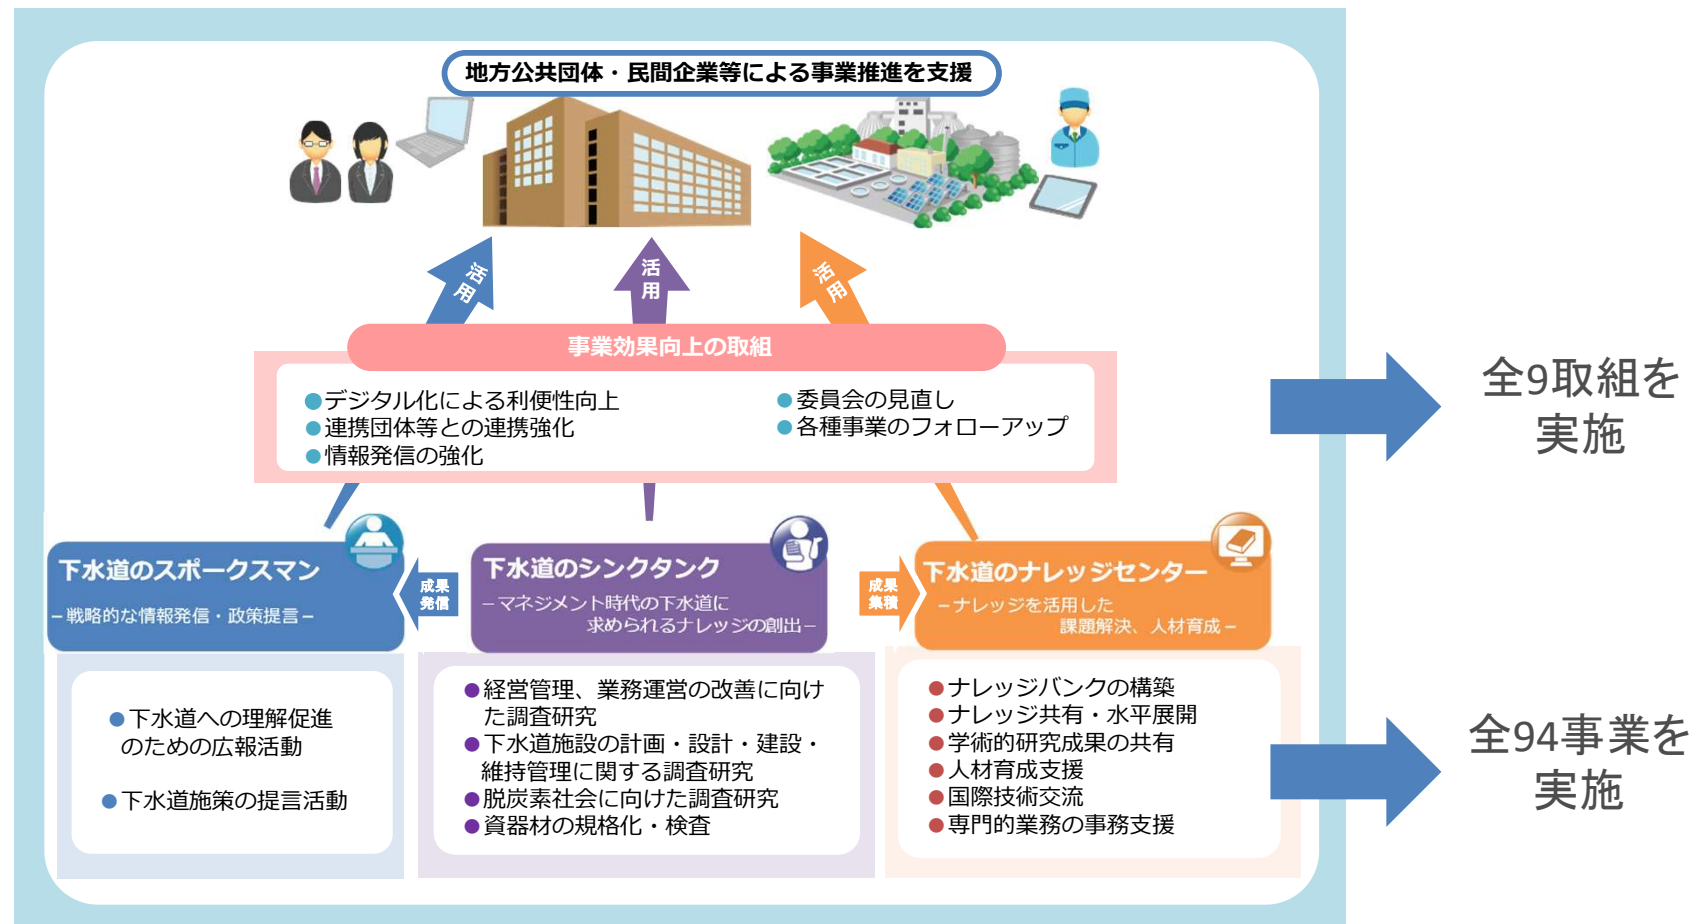 地方公共団体・民間企業等による事業推進を支援
活用
活用
活用
事業効果向上の取組
●デジタル化による利便性向上
●連携団体等との連携強化
●情報発信の強化
●委員会の見直し
●各種事業のフォローアップ
全9取組を
実施
下水道のスポークスマン
－戦略的な情報発信・政策提言－
成果
発信
下水道のシンクタンク
－マネジメント時代の下水道に
求められるナレッジの創出－
成果
集積
下水道のナレッジセンター
－ナレッジを活用した
課題解決、人材育成－
●下水道への理解促進
のための広報活動
●下水道施策の提言活動
●経営管理、業務運営の改善に向け
た調査研究
●下水道施設の計画・設計・建設・
維持管理に関する調査研究
●脱炭素社会に向けた調査研究
●資器材の規格化・検査
●ナレッジバンクの構築
●ナレッジ共有・水平展開
●学術的研究成果の共有
●人材育成支援
●国際技術交流
●専門的業務の事務支援
全94事業を
実施